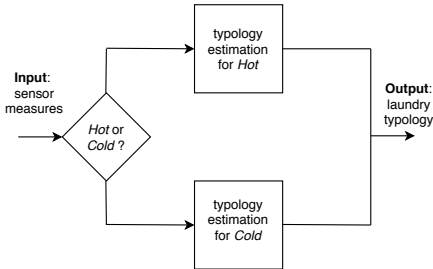 Input:
sensor
measures
Hot or
Cold ?
typology
estimation
for Hot
typology
estimation
for Cold
Output:
laundry
typology